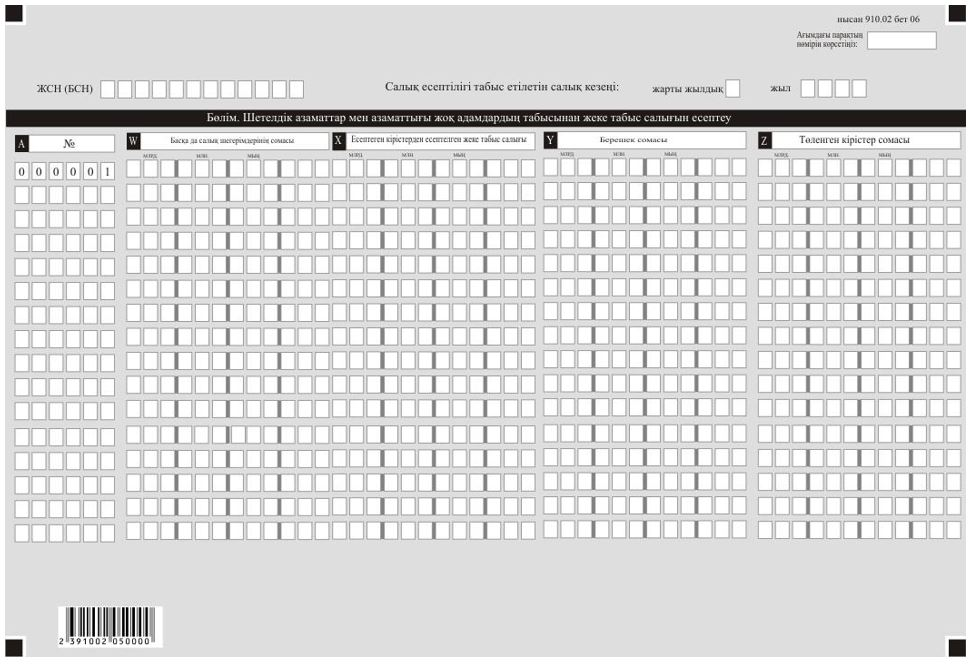 нысан 910.02 бет 06
Ағымдағы парақтың
нөмірін көрсетіңіз:
ЖСН (БСН)
Салық есептілігі табыс етілетін салық кезеңі:
жарты жылдық
жыл
Бөлім. Шетелдік азаматтар мен азаматтығы жоқ адамдардың табысынан жеке табыс салығын есептеу
A №
W Басқа да салық шегерімдерінің сомасы
X Есептеген кірістерден есептелген жеке табыс салығы
Y Берешек сомасы
Z Төленген кірістер сомасы
МЛРД МЛН МЫҢ МЛРД МЛН МЫҢ МЛРД МЛН МЫҢ МЛРД МЛН МЫҢ
0 0 0 0 0 1
2 391002 050000